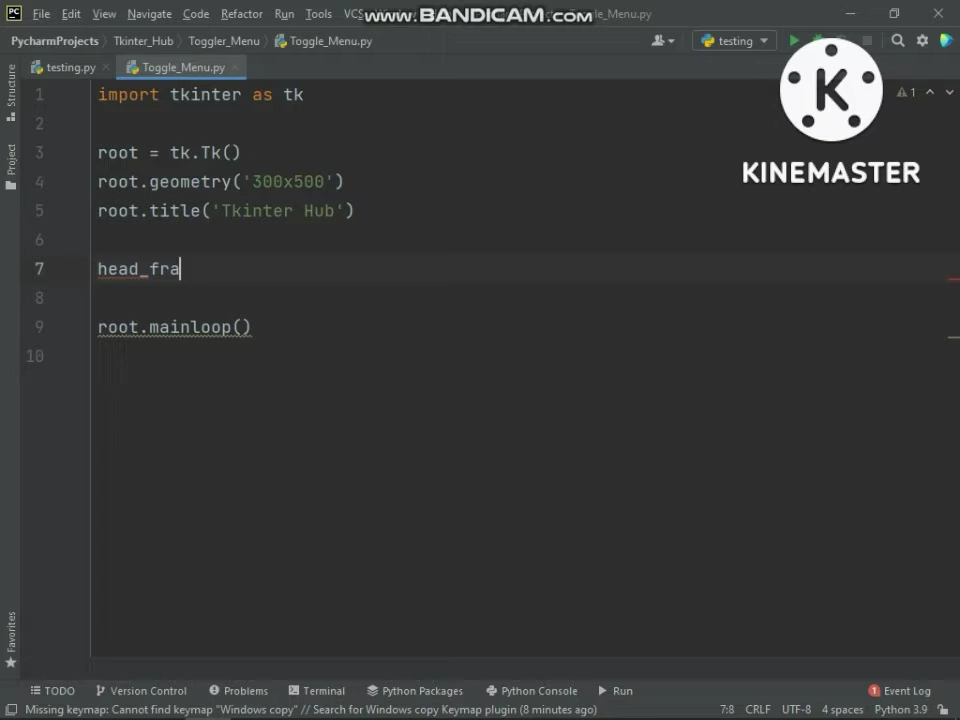 PC File Edit View Navigate Code Refactor Run Tools VCS www.BANDICAM.com Toggle_Menu.py
PycharmProjects Tkinter_Hub Toggler_Menu Toggle_Menu.py testing
testing.py Toggle_Menu.py
Structure
Project
Favorites
K
KINEMASTER
1
1 import tkinter as tk
2
3 root = tk.Tk()
4 root.geometry('300x500')
5 root.title('Tkinter Hub')
6
7 head_fra
8
9 root.mainloop()
10
TODO Version Control Problems Terminal Python Packages Python Console Run 1 Event Log
Missing keymap: Cannot find keymap "Windows copy" // Search for Windows copy Keymap plugin (8 minutes ago) 7:8 CRLF UTF-8 4 spaces Python 3.9